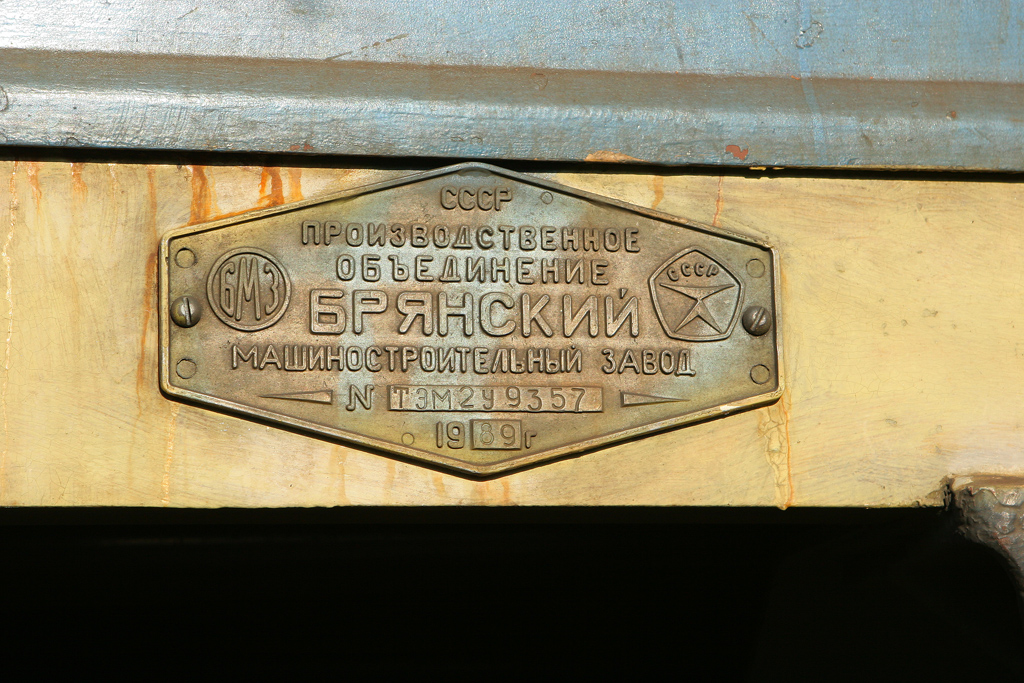 СССР
ПРОИЗВОДСТВЕННОЕ
ОБЪЕДИНЕНИЕ
БМЗ
БРЯНСКИЙ
СССР
МАШИНОСТРОИТЕЛЬНЫЙ ЗАВОД
N ТЭМ2У9357
1989г